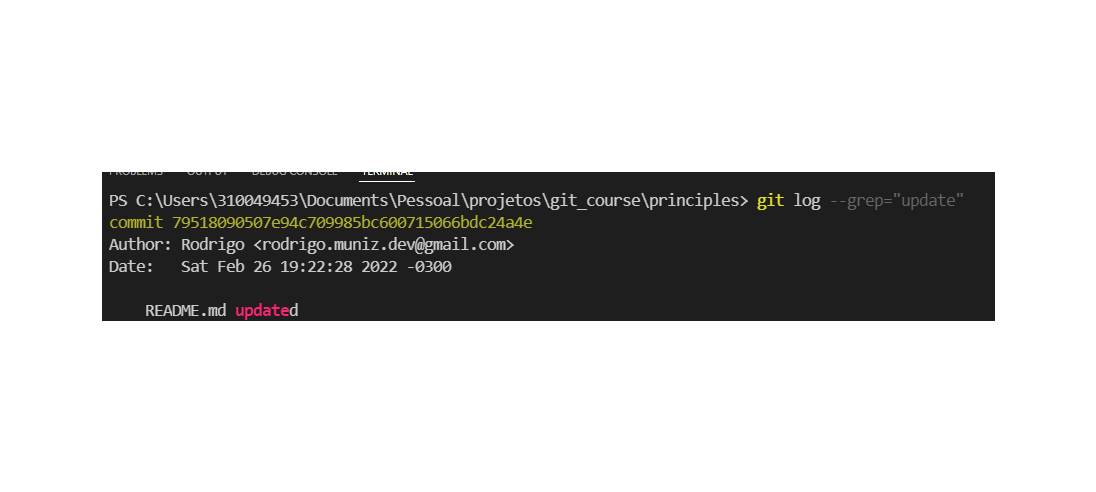 PROBLEMS OUTPUT DEBUG CONSOLE TERMINAL
PS C:\Users\310049453\Documents\Pessoal\projetos\git_course\principles> git log --grep="update"
commit 79518090507e94c709985bc600715066bdc24a4e
Author: Rodrigo <rodrigo.muniz.dev@gmail.com>
Date:   Sat Feb 26 19:22:28 2022 -0300
README.md updated